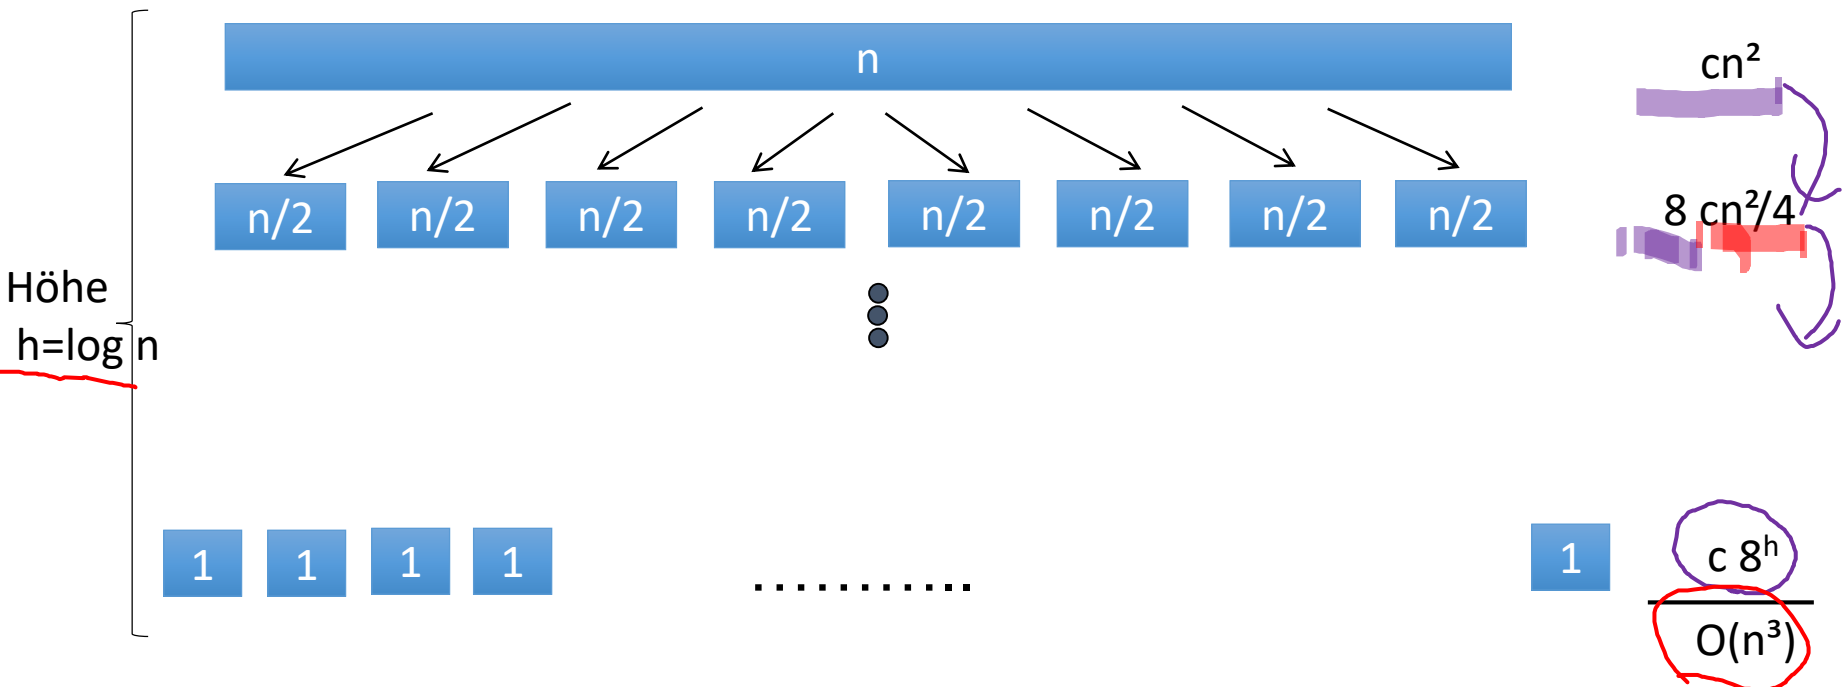 n
cn²
n/2 n/2 n/2 n/2 n/2 n/2 n/2 n/2
8 cn²/4
Höhe
h=log n
1 1 1 1 ........... 1
c 8ʰ
O(n³)